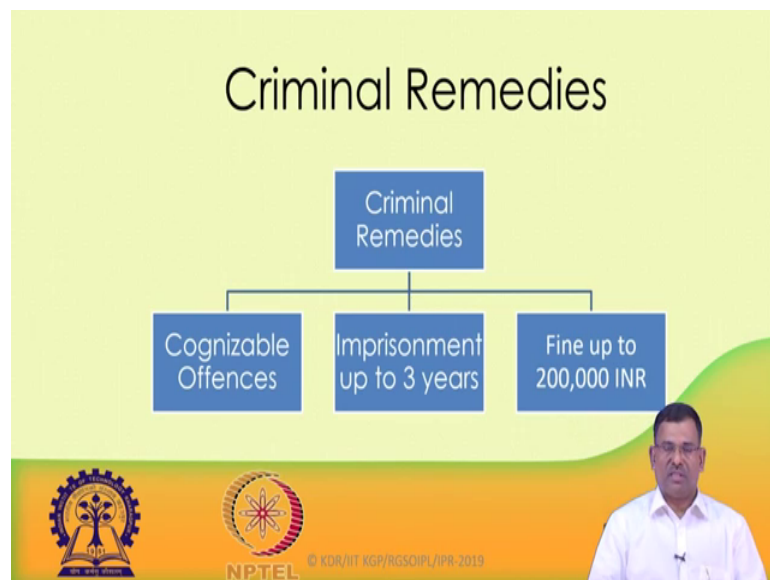 Criminal Remedies
Criminal
Remedies
Cognizable
Offences
Imprisonment
up to 3 years
Fine up to
200,000 INR
NPTEL
© KDR/IIT KGP/RGSOIPL/IPR-2019